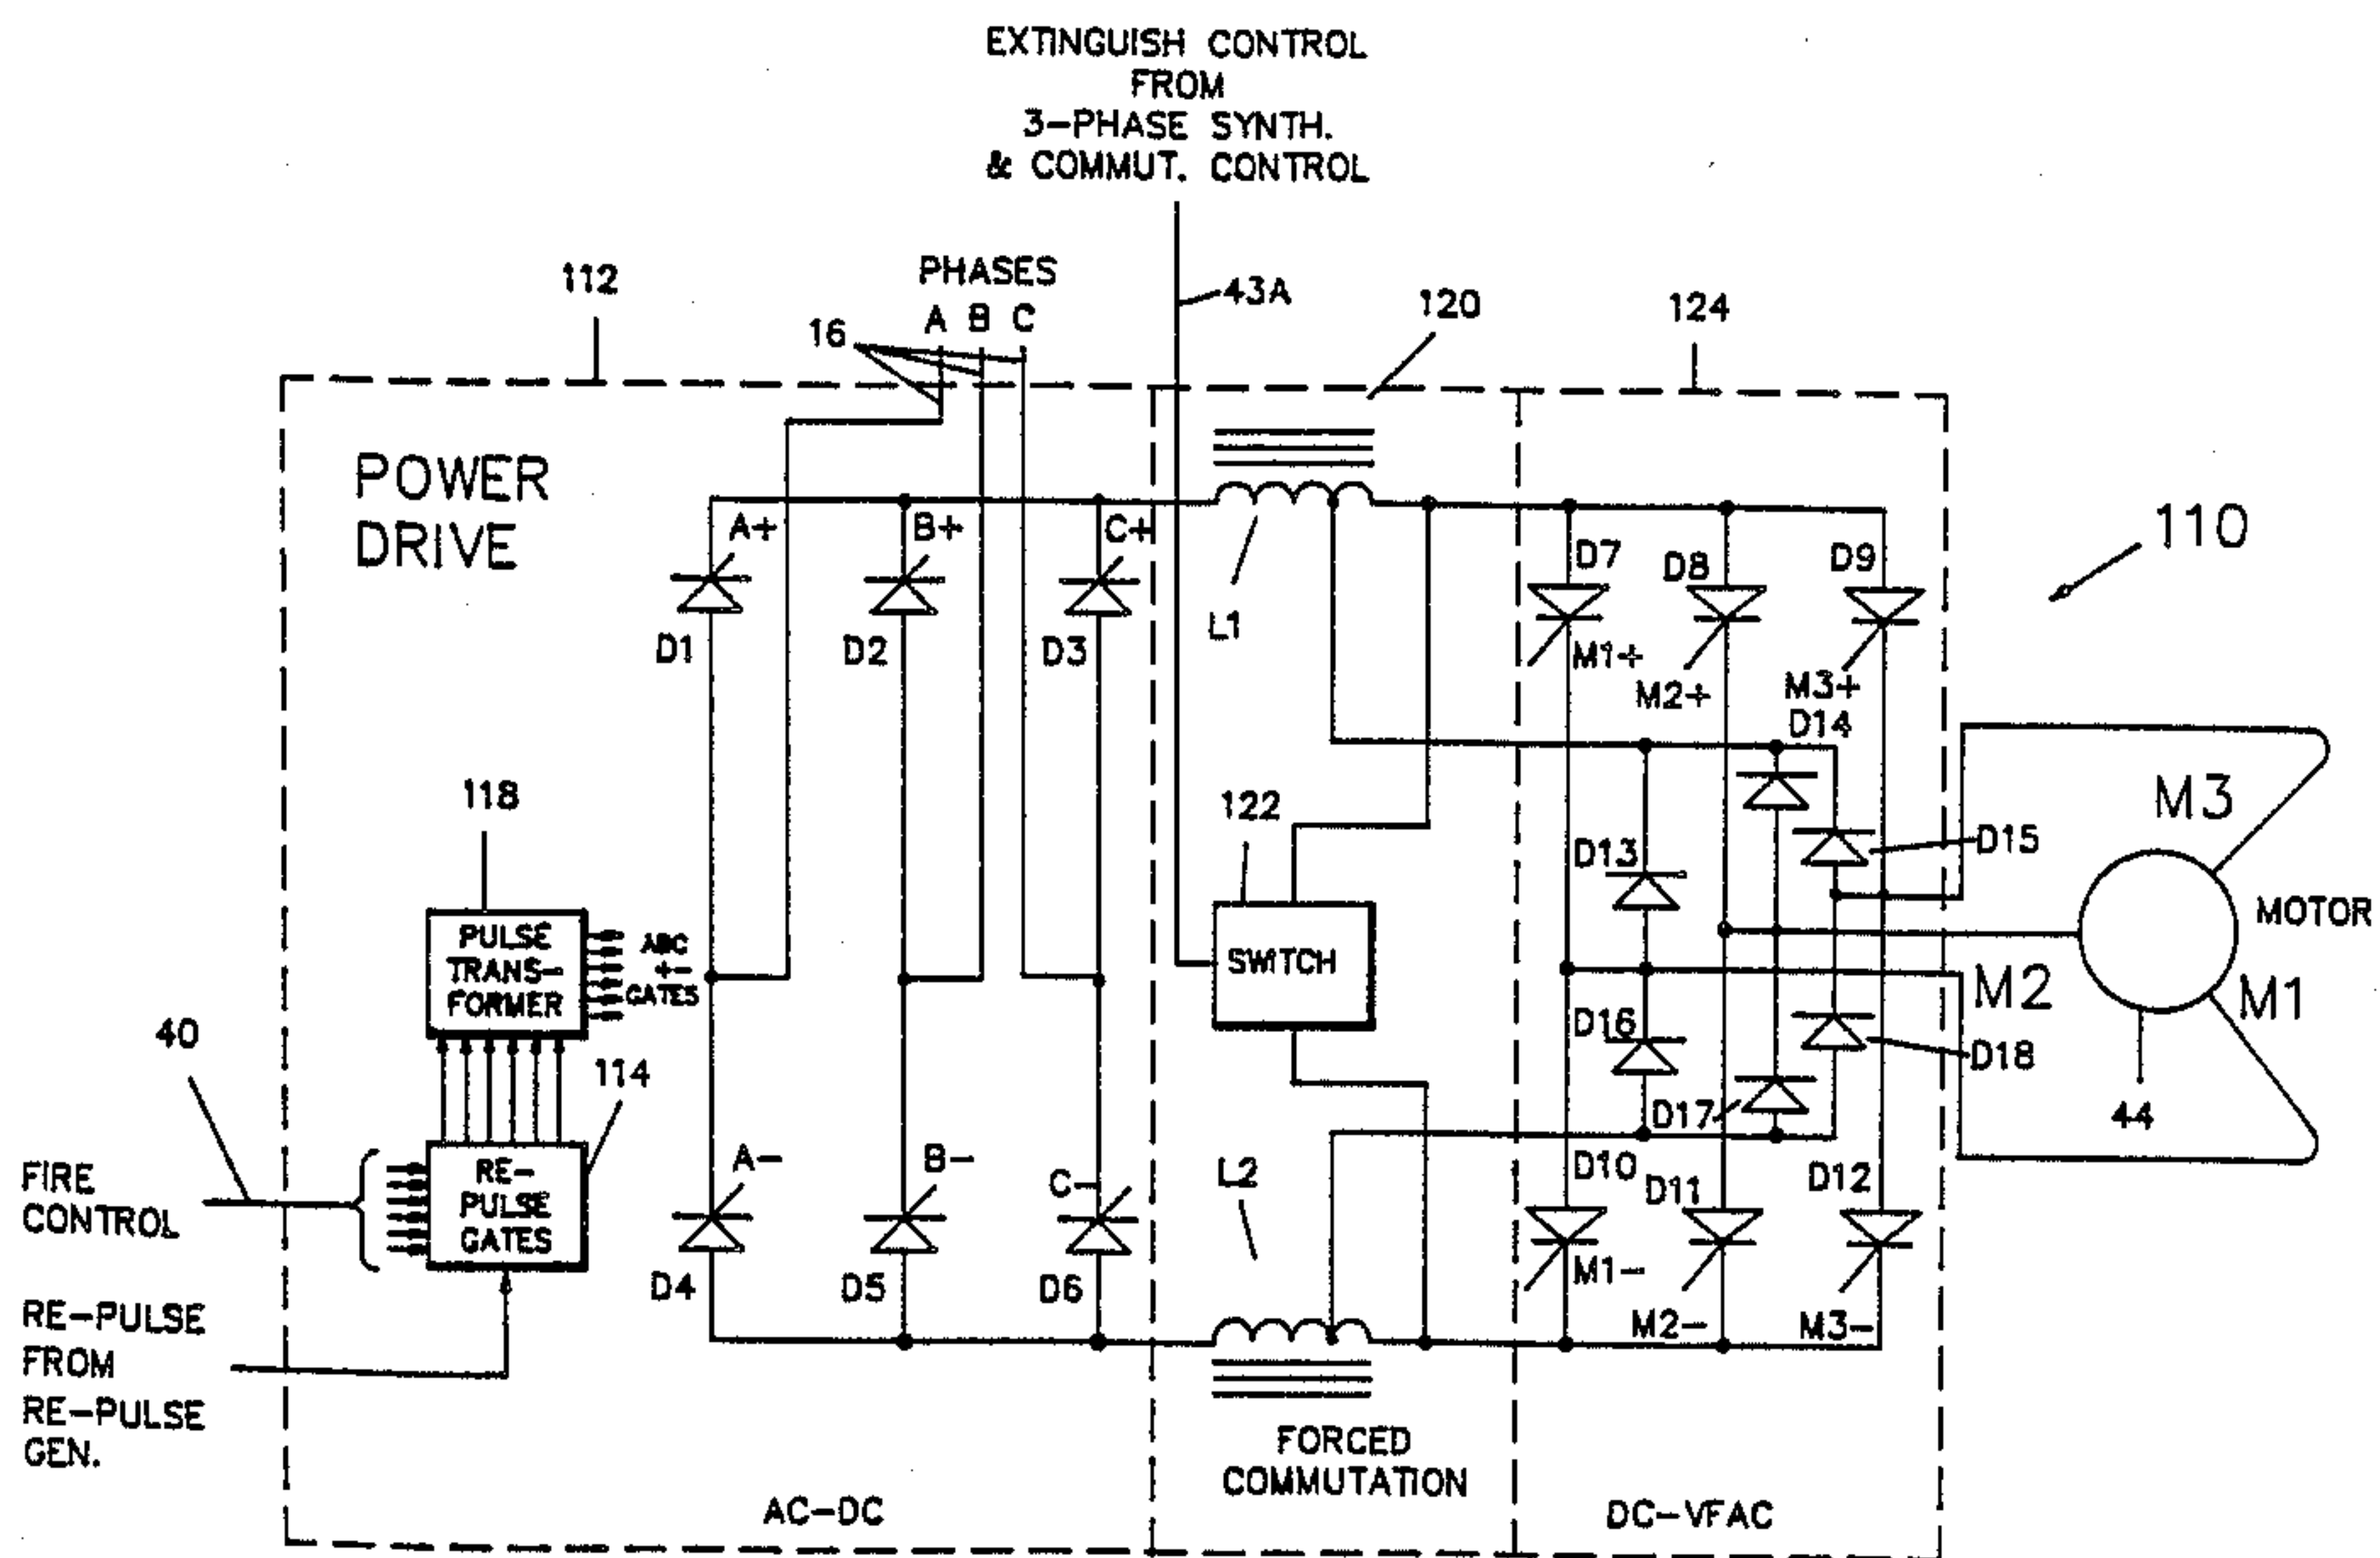 EXTINGUISH CONTROL
FROM
3-PHASE SYNTH.
& COMMUT. CONTROL
112
PHASES
A B C
16
43A
120
124
POWER
DRIVE
110
A+
B+
C+
D1
D2
D3
L1
D7
D8
D9
M1+
M2+
M3+
D14
118
122
D13
D15
M3
MOTOR
PULSE
TRANS-
FORMER
ABC
+-
GATES
SWITCH
M2
M1
40
114
D16
D18
D17
44
FIRE
CONTROL
RE-
PULSE
GATES
A-
B-
C-
L2
D10
D11
D12
D4
D5
D6
M1-
M2-
M3-
RE-PULSE
FROM
RE-PULSE
GEN.
FORCED
COMMUTATION
AC-DC
DC-VFAC